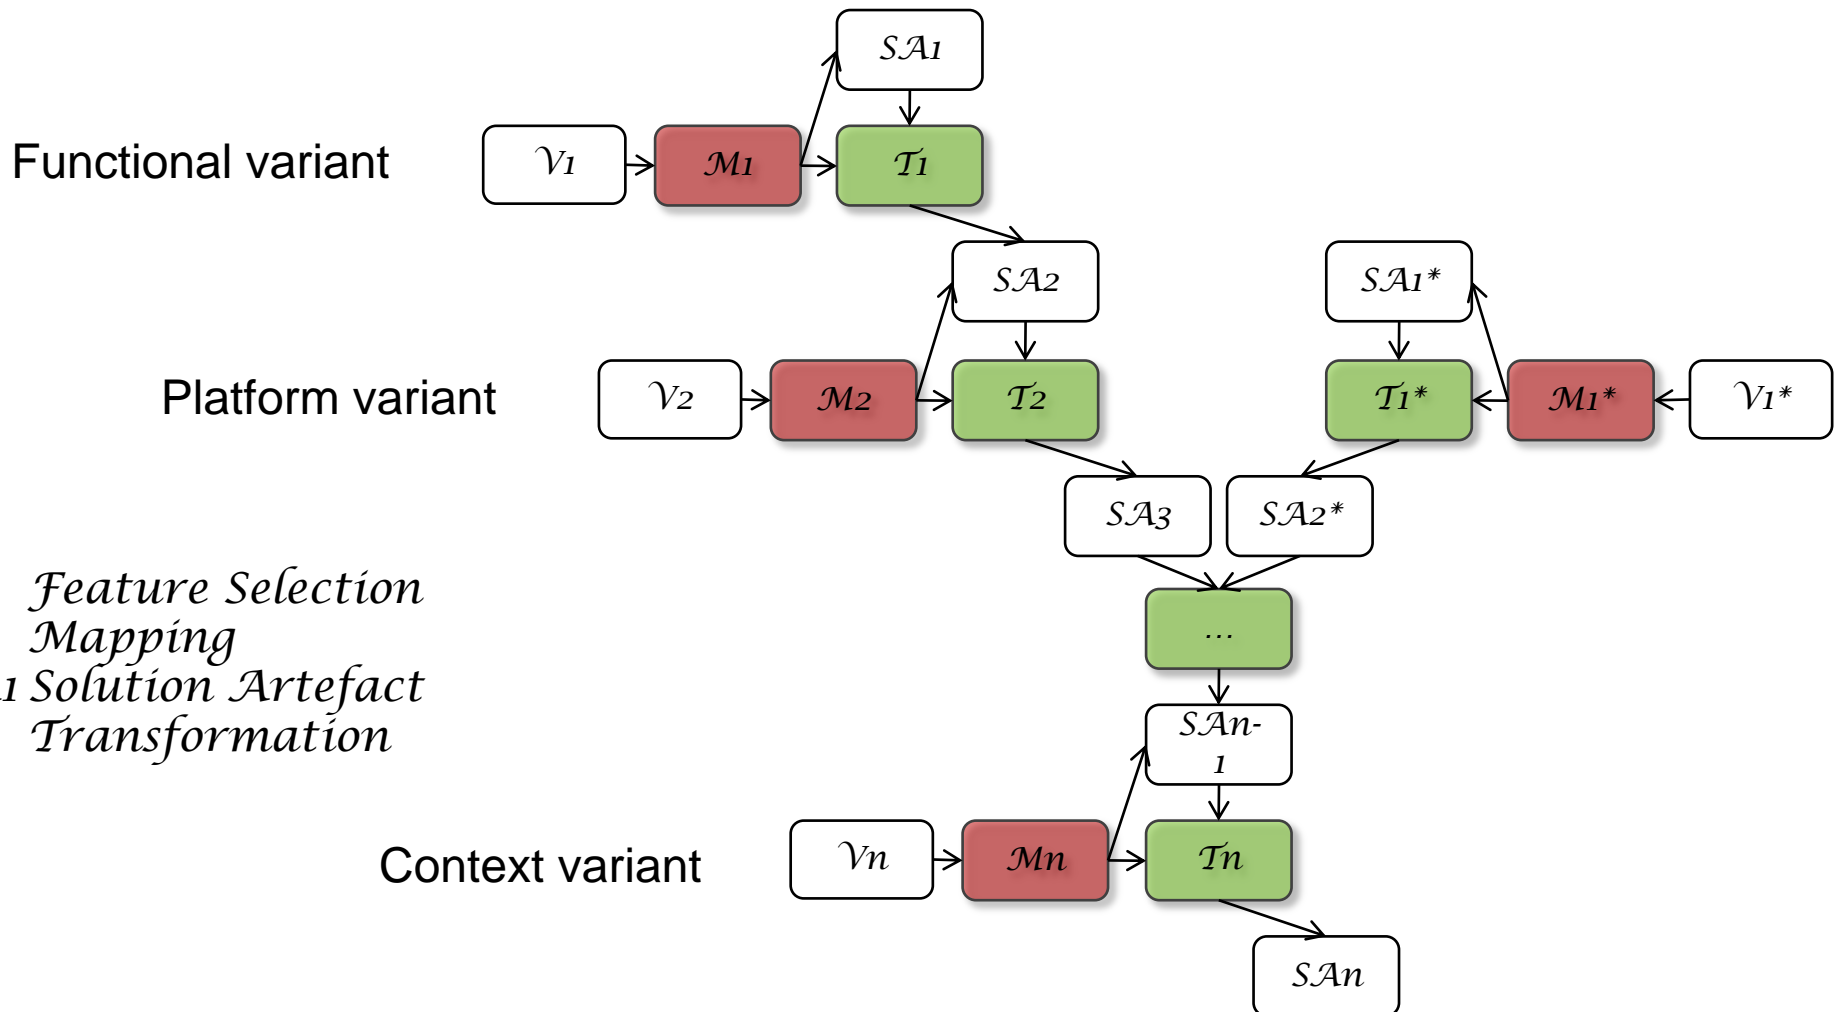 SA1
Functional variant
V1
M1
T1
SA2
SA1*
Platform variant
V2
M2
T2
T1*
M1*
V1*
SA3
SA2*
Feature Selection
Mapping
1 Solution Artefact
Transformation
...
SAn-
1
Context variant
Vn
Mn
Tn
SAn